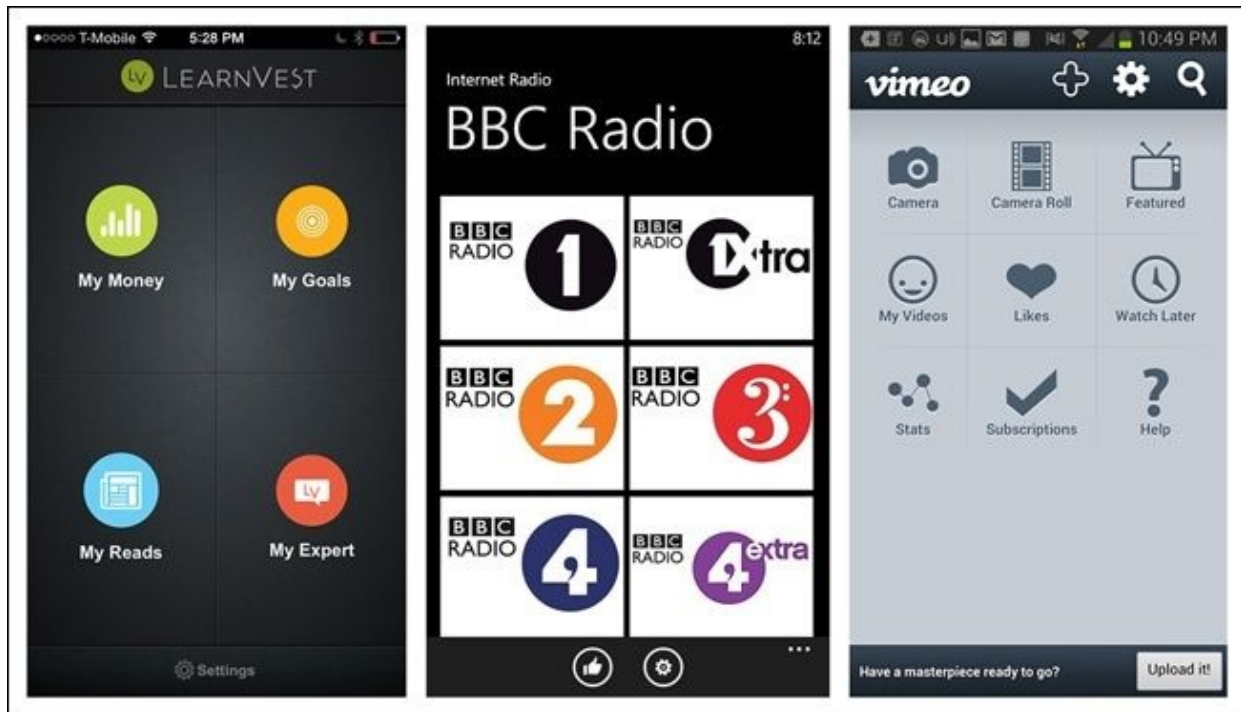 T-Mobile 5:28 PM
LV LEARNVEST
My Money My Goals
My Reads My Expert
Settings
8:12
Internet Radio
BBC Radio
BBC RADIO 1
BBC RADIO 1Xtra
BBC RADIO 2
BBC RADIO 3
BBC RADIO 4
BBC RADIO 4 extra
10:49 PM
vimeo
Camera Camera Roll Featured
My Videos Likes Watch Later
Stats Subscriptions Help
Have a masterpiece ready to go? Upload it!